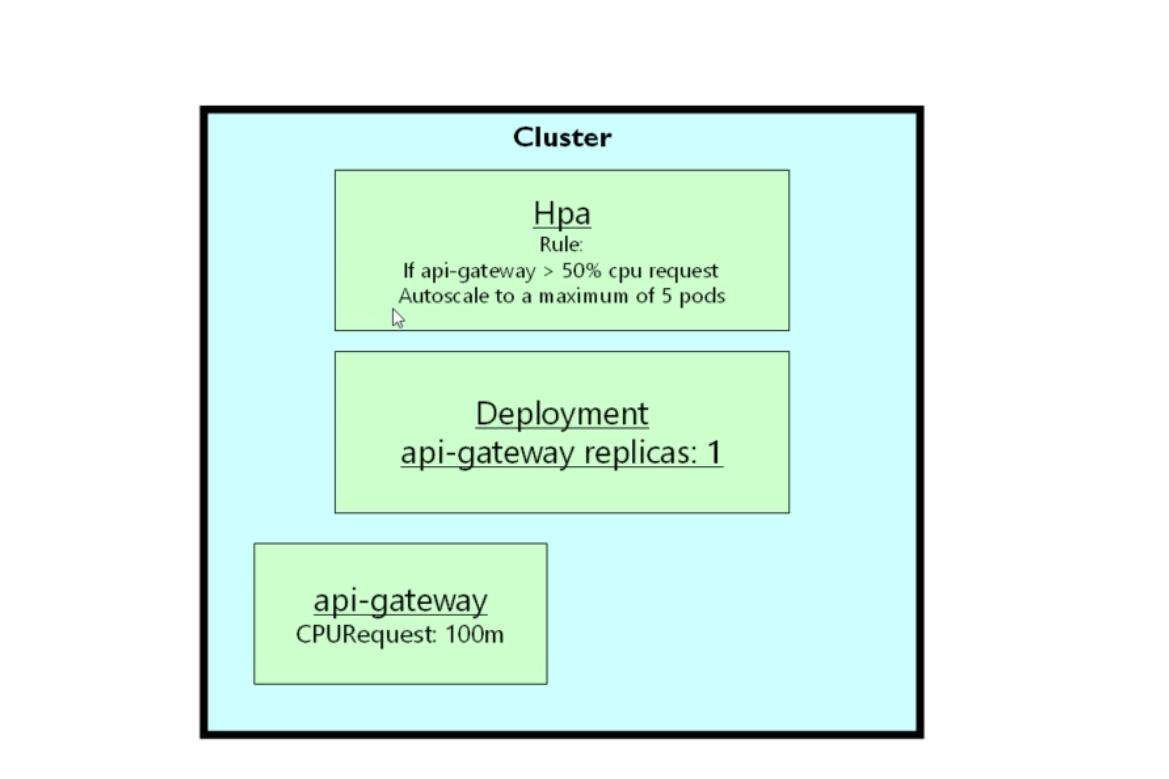 Cluster
Hpa
Rule:
If api-gateway > 50% cpu request
Autoscale to a maximum of 5 pods
Deployment
api-gateway replicas: 1
api-gateway
CPURequest: 100m